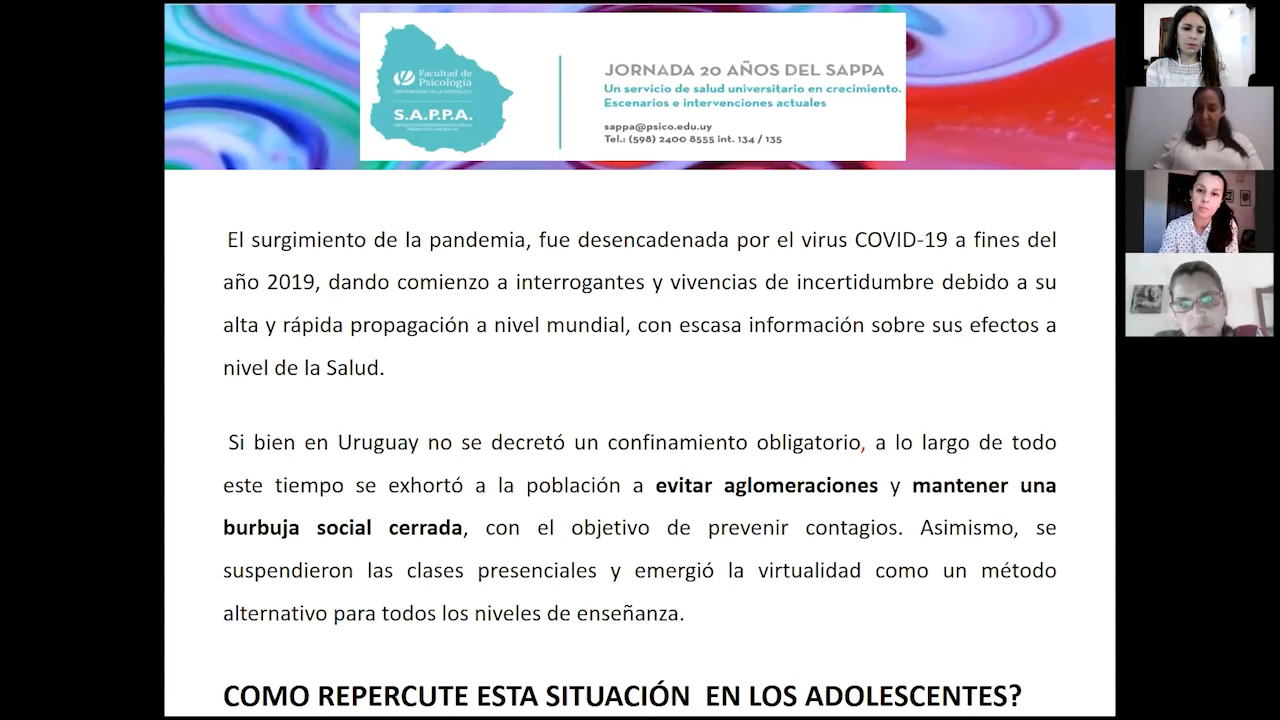 Facultad de
Psicología
UNIVERSIDAD DE LA REPÚBLICA
S.A.P.P.A.
JORNADA 20 AÑOS DEL SAPPA
Un servicio de salud universitario en crecimiento.
Escenarios e intervenciones actuales
sappa@psico.edu.uy
Tel.: (598) 2400 8555 int. 134 / 135
El surgimiento de la pandemia, fue desencadenada por el virus COVID-19 a fines del
año 2019, dando comienzo a interrogantes y vivencias de incertidumbre debido a su
alta y rápida propagación a nivel mundial, con escasa información sobre sus efectos a
nivel de la Salud.
Si bien en Uruguay no se decretó un confinamiento obligatorio, a lo largo de todo
este tiempo se exhortó a la población a evitar aglomeraciones y mantener una
burbuja social cerrada, con el objetivo de prevenir contagios. Asimismo, se
suspendieron las clases presenciales y emergió la virtualidad como un método
alternativo para todos los niveles de enseñanza.
COMO REPERCUTE ESTA SITUACIÓN EN LOS ADOLESCENTES?